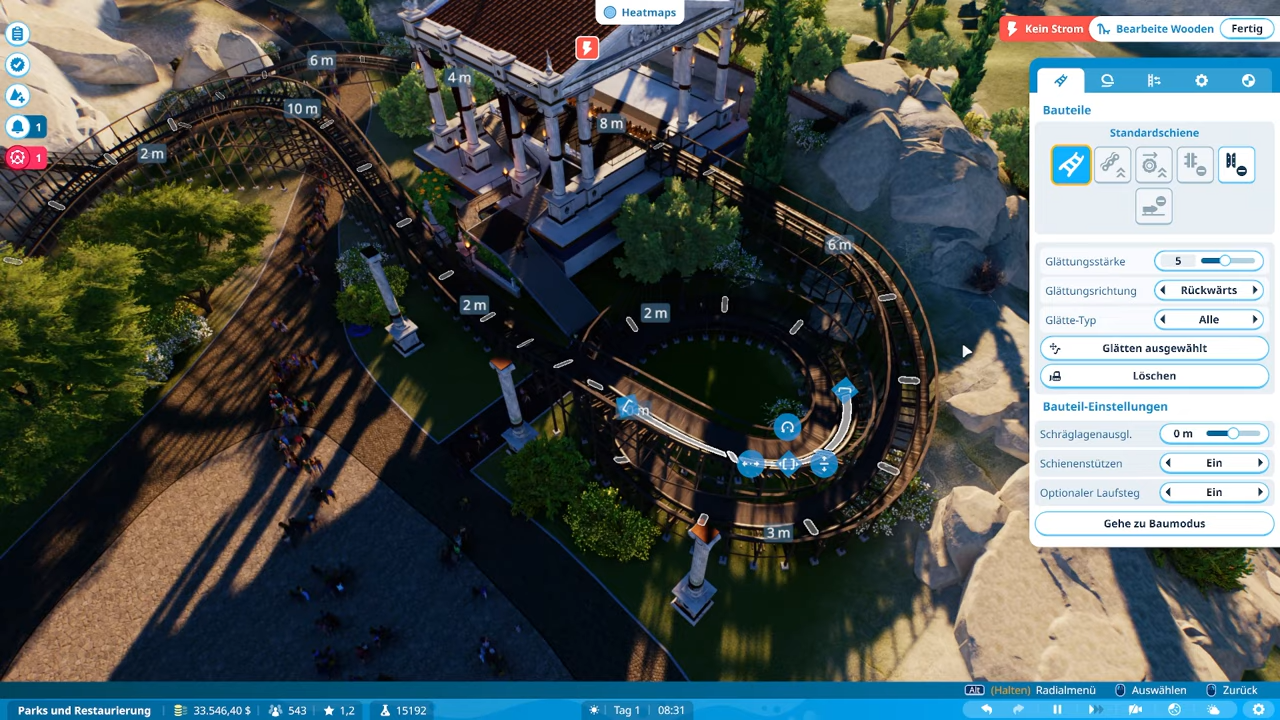 Heatmaps
Kein Strom
Bearbeite Wooden
Fertig
1
1
6 m
4 m
10 m
8 m
2 m
6 m
2 m
2 m
3 m
Bauteile
Standardschiene
Glättungsstärke 5
Glättungsrichtung Rückwärts
Glätte-Typ Alle
Glätten ausgewählt
Löschen
Bauteil-Einstellungen
Schräglagenausgl. 0 m
Schienenstützen Ein
Optionaler Laufsteg Ein
Gehe zu Baumodus
Alt (Halten) Radialmenü Auswählen Zurück
Parks und Restaurierung 33.546,40 $ 543 1,2 15192 Tag 1 08:31